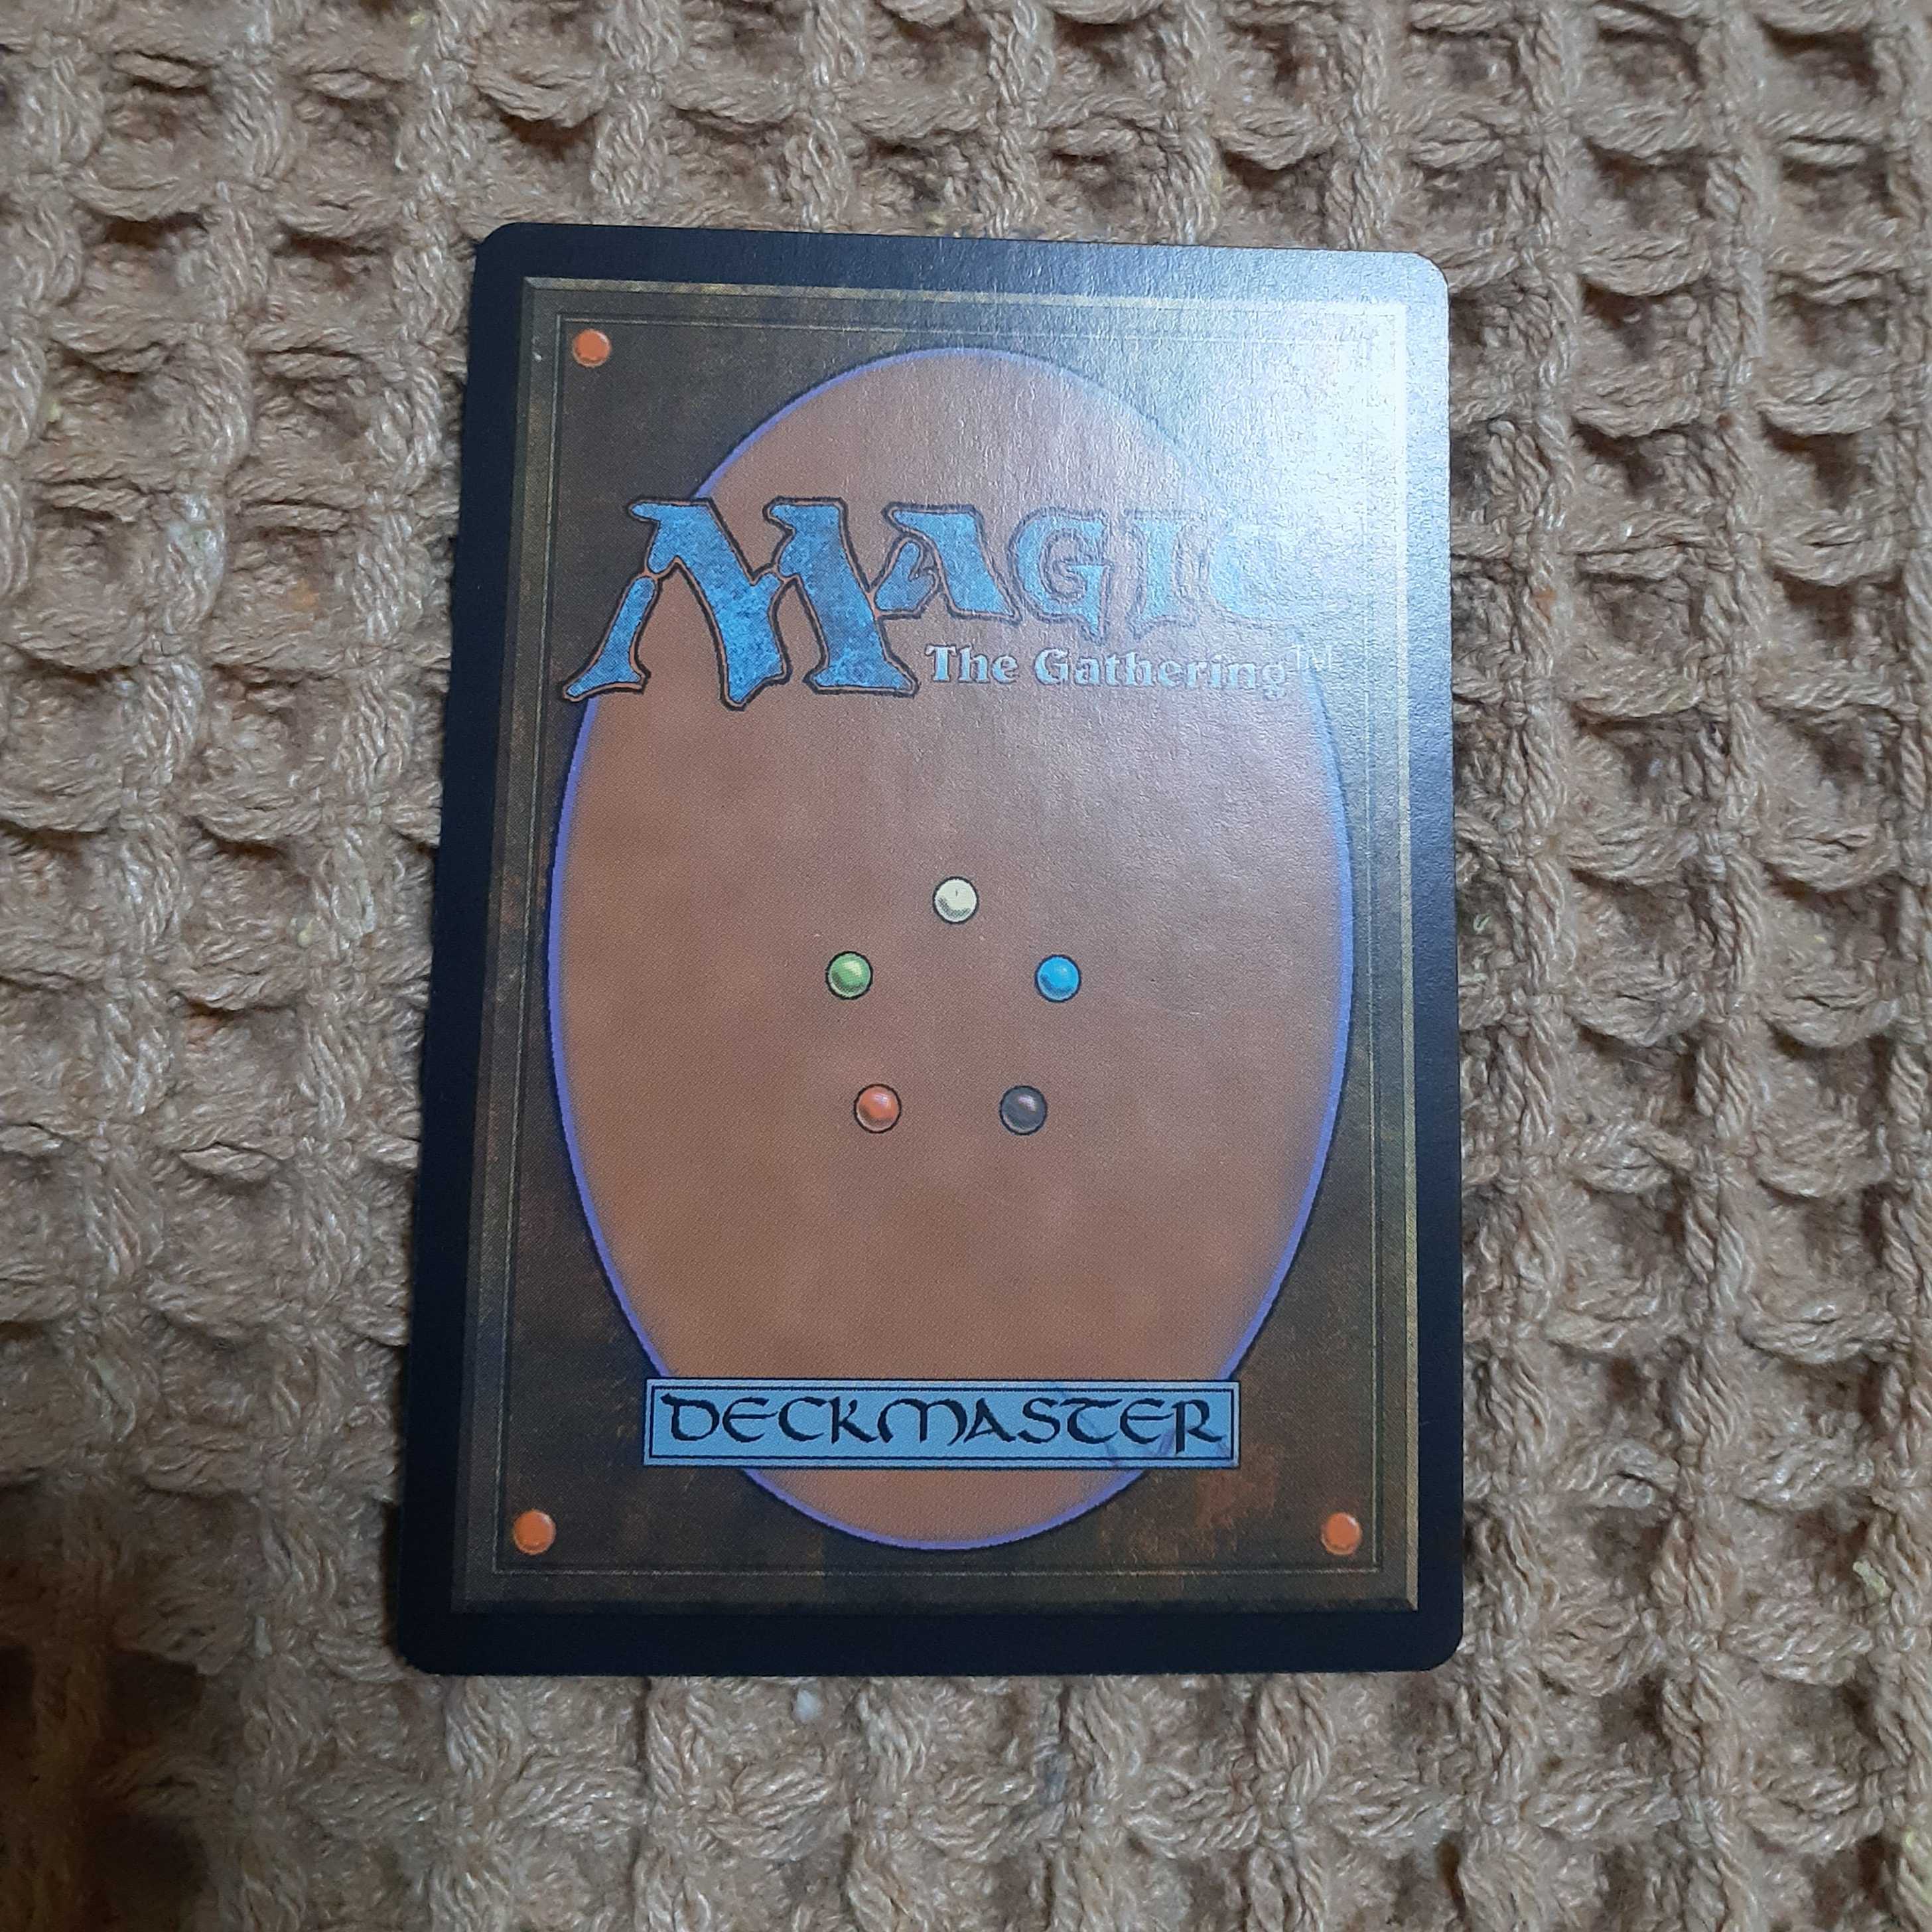 MAGIC
The Gathering™
DECKMASTER